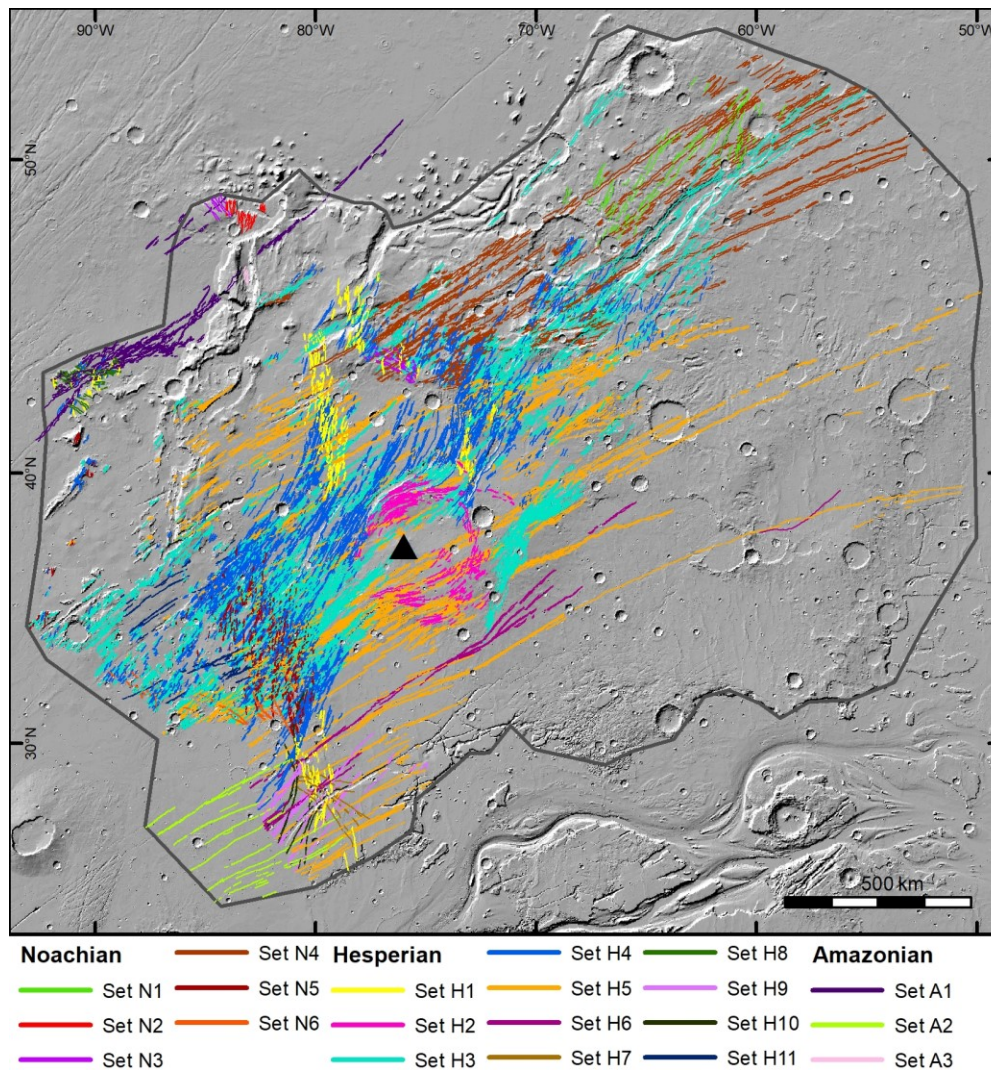 90°W 80°W 70°W 60°W 50°W
50°N
40°N
30°N
500 km
Noachian Set N4 Hesperian Set H4 Set H8 Amazonian
Set N1 Set N5 Set H1 Set H5 Set H9 Set A1
Set N2 Set N6 Set H2 Set H6 Set H10 Set A2
Set N3 Set H3 Set H7 Set H11 Set A3